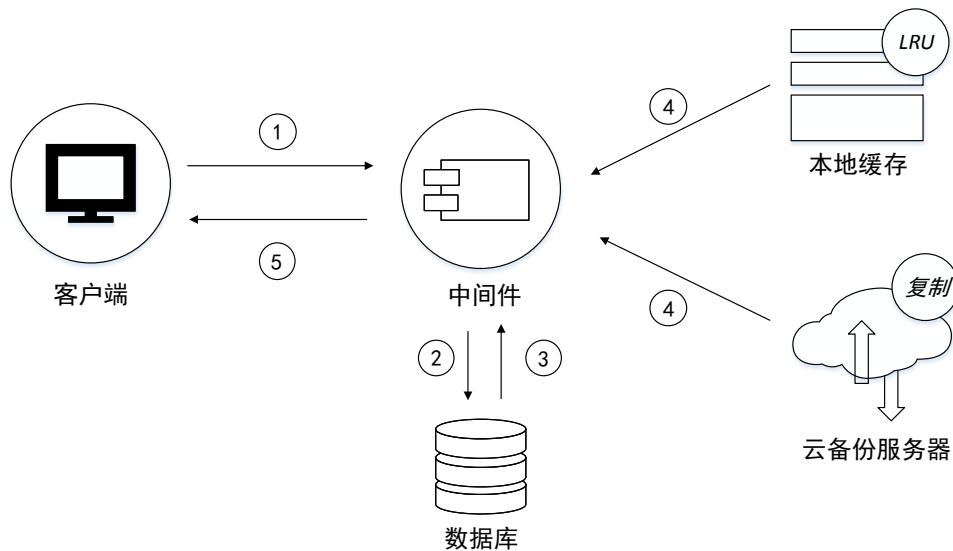 LRU
④
①
本地缓存
⑤
客户端
中间件
④
复制
②
③
云备份服务器
数据库